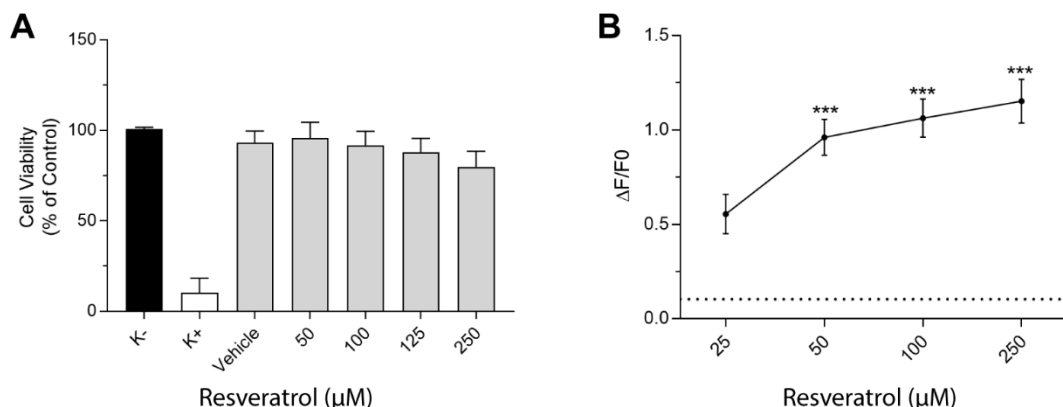 A
150
100
50
0
Cell Viability
(% of Control)
K-
K+
Vehicle
50
100
125
250
Resveratrol (µM)
B
1.5
1.0
0.5
0.0
ΔF/F0
***
***
***
25
50
100
250
Resveratrol (µM)